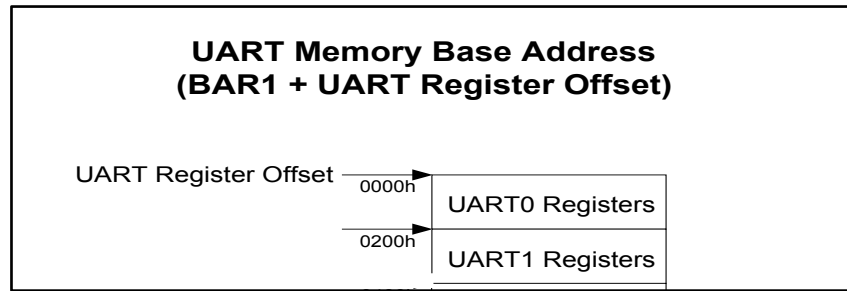 UART Memory Base Address
(BAR1 + UART Register Offset)
UART Register Offset
0000h
UART0 Registers
0200h
UART1 Registers